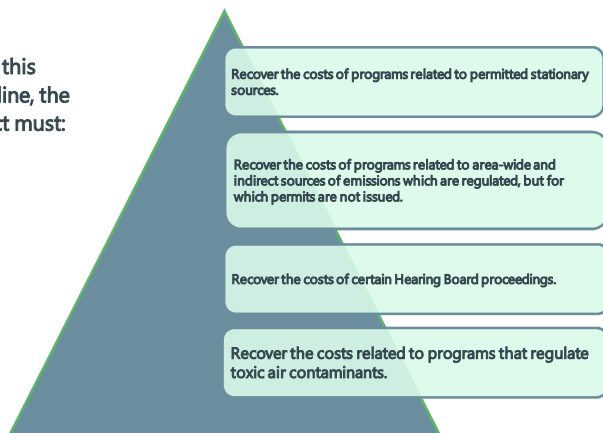 this
line, the
ct must:
Recover the costs of programs related to permitted stationary
sources.
Recover the costs of programs related to area-wide and
indirect sources of emissions which are regulated, but for
which permits are not issued.
Recover the costs of certain Hearing Board proceedings.
Recover the costs related to programs that regulate
toxic air contaminants.